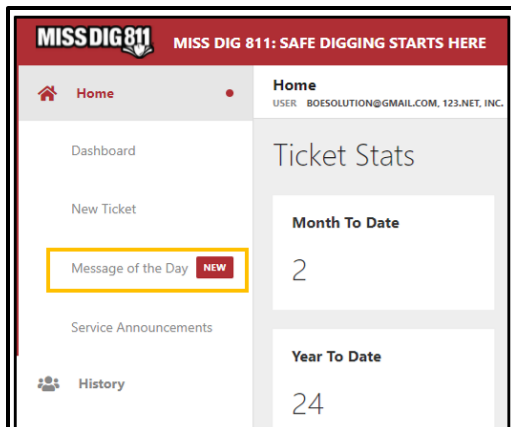 MISS DIG 811 MISS DIG 811: SAFE DIGGING STARTS HERE
Home
Dashboard
New Ticket
Message of the Day NEW
Service Announcements
History
Home
USER BOESOLUTION@GMAIL.COM, 123.NET, INC.
Ticket Stats
Month To Date
2
Year To Date
24